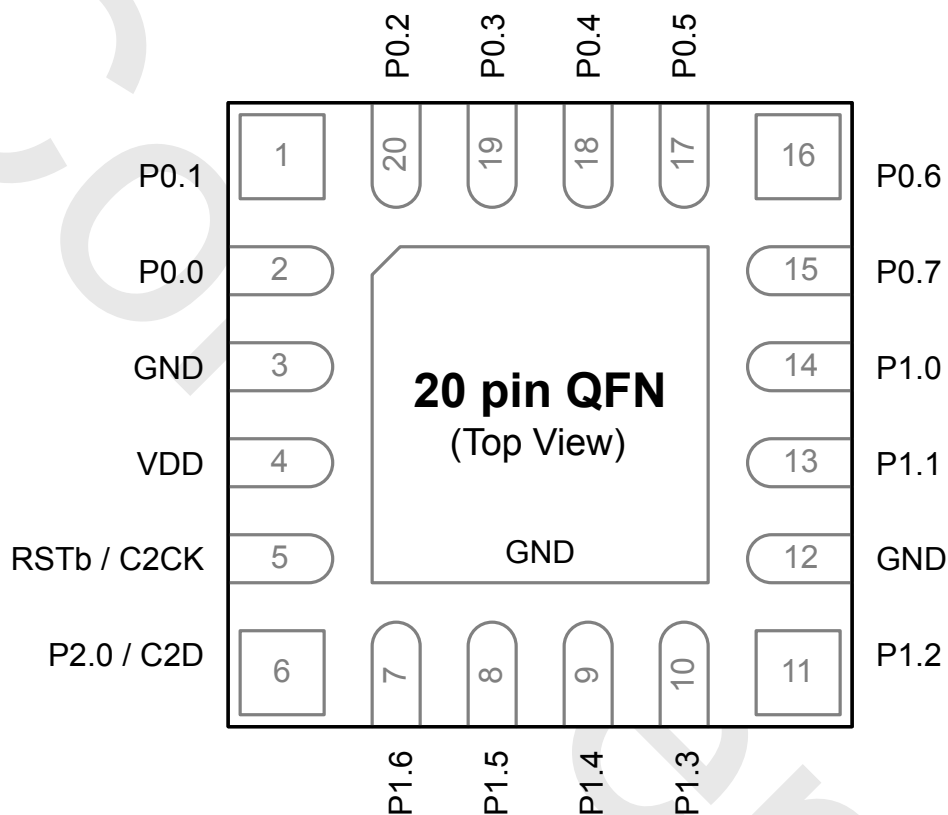 P0.2
P0.3
P0.4
P0.5
1
20
19
18
17
16
P0.1
P0.6
P0.0
2
15
P0.7
GND
3
14
P1.0
20 pin QFN
(Top View)
VDD
4
13
P1.1
RSTb / C2CK
5
GND
12
GND
P2.0 / C2D
6
7
8
9
10
11
P1.2
P1.6
P1.5
P1.4
P1.3